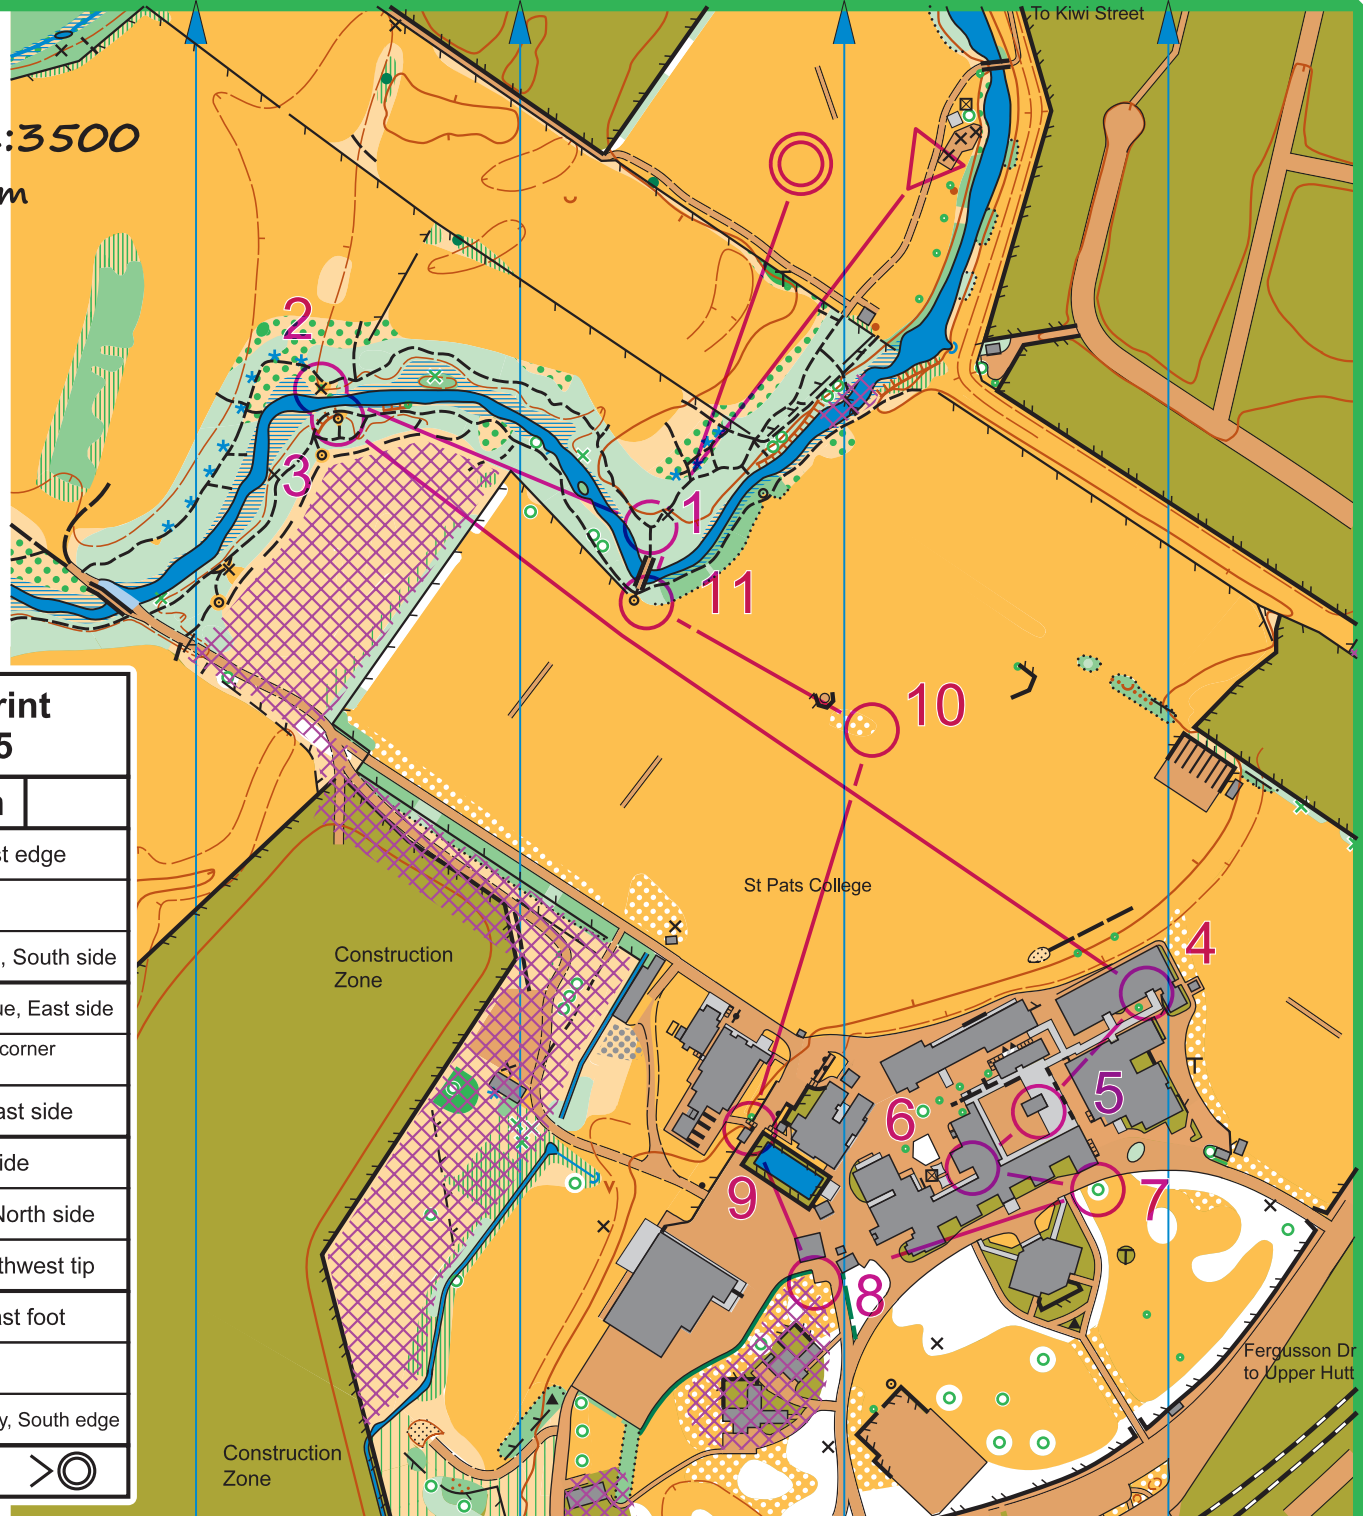 To Kiwi Street
:3500
m
2
3
1
11
10
rint
5
n
st edge
, South side
ue, East side
corner
ast side
ide
North side
thwest tip
ast foot
y, South edge
St Pats College
Construction
Zone
4
5
6
7
9
8
Fergusson Dr
to Upper Hutt
Construction
Zone